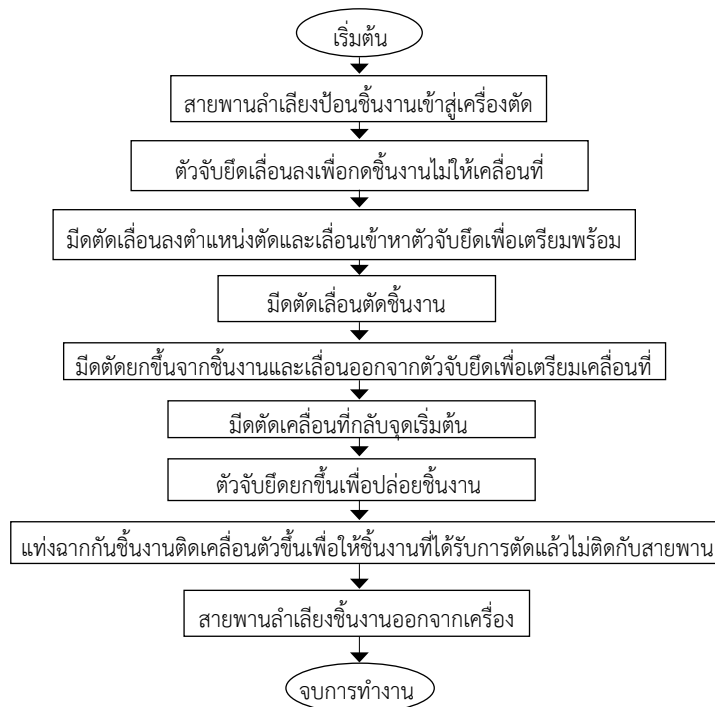 เริ่มต้น
สายพานลำเลียงป้อนชิ้นงานเข้าสู่เครื่องตัด
ตัวจับยึดเลื่อนลงเพื่อกดชิ้นงานไม่ให้เคลื่อนที่
มีดตัดเลื่อนลงตำแหน่งตัดและเลื่อนเข้าหาตัวจับยึดเพื่อเตรียมพร้อม
มีดตัดเลื่อนตัดชิ้นงาน
มีดตัดยกขึ้นจากชิ้นงานและเลื่อนออกจากตัวจับยึดเพื่อเตรียมเคลื่อนที่
มีดตัดเคลื่อนที่กลับจุดเริ่มต้น
ตัวจับยึดยกขึ้นเพื่อปล่อยชิ้นงาน
แท่งฉากกันชิ้นงานติดเคลื่อนตัวขึ้นเพื่อให้ชิ้นงานที่ได้รับการตัดแล้วไม่ติดกับสายพาน
สายพานลำเลียงชิ้นงานออกจากเครื่อง
จบการทำงาน